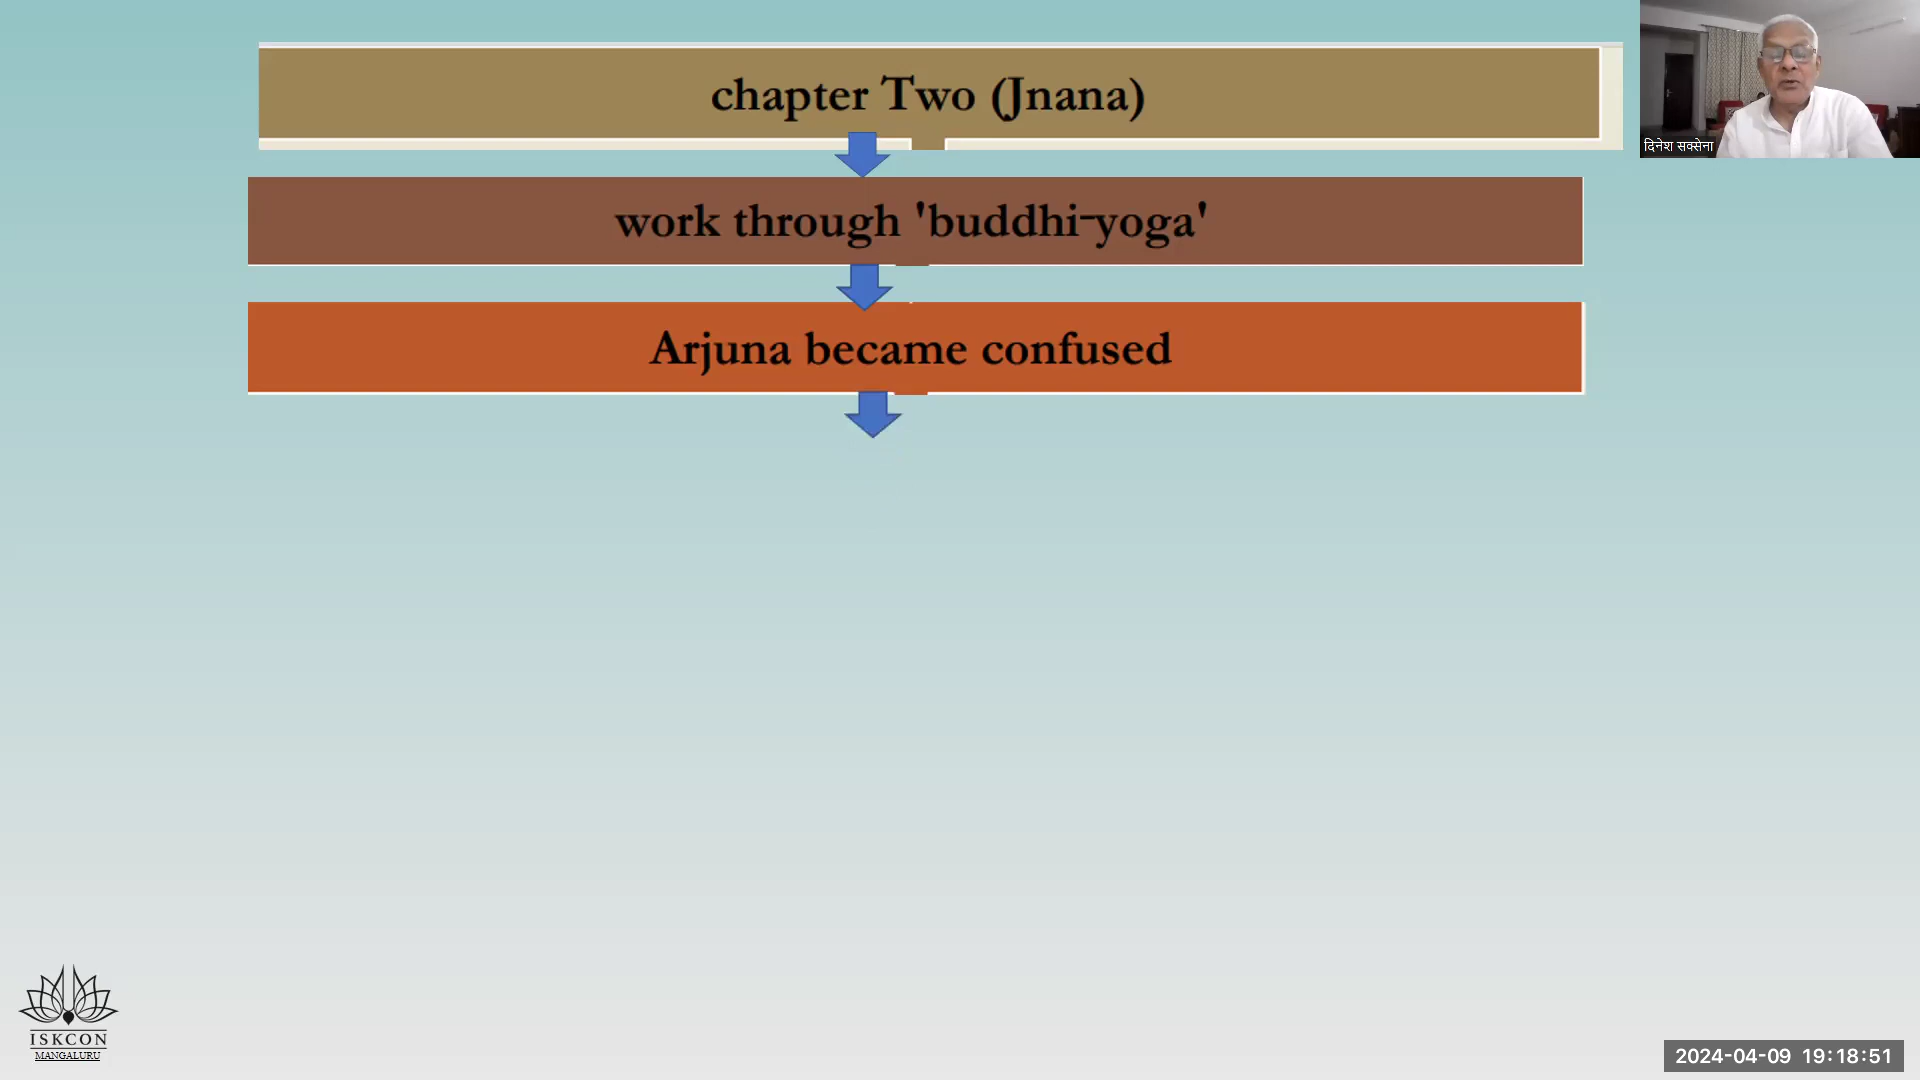 chapter Two (Jnana)
work through 'buddhi-yoga'
Arjuna became confused
दिनेश सक्सेना
ISKCON
MANGALURU
2024-04-09 19:18:51